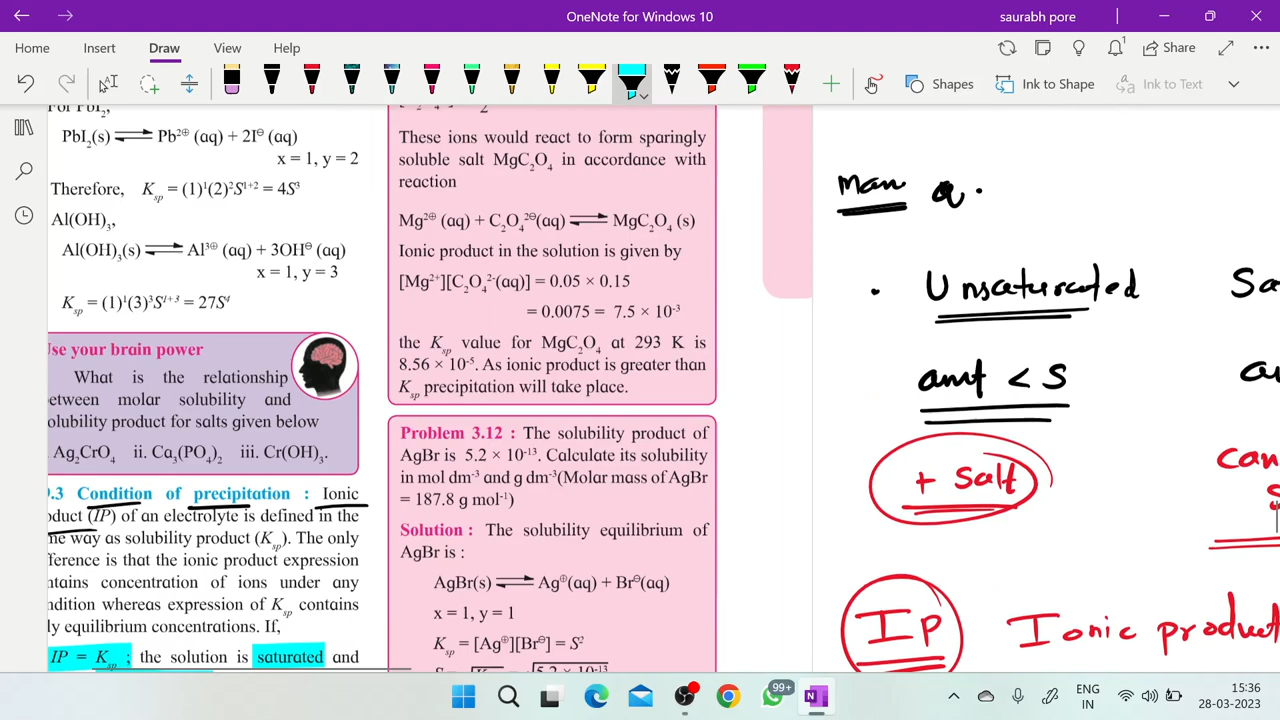 OneNote for Windows 10
saurabh pore
Home Insert Draw View Help
Share
Shapes Ink to Shape Ink to Text
For PbI₂,
PbI₂(s) ⇌ Pb²⊕ (aq) + 2I⊖ (aq)
x = 1, y = 2
Therefore, Ksp = (1)¹(2)²S¹⁺² = 4S³
Al(OH)₃,
Al(OH)₃(s) ⇌ Al³⊕ (aq) + 3OH⊖ (aq)
x = 1, y = 3
Ksp = (1)¹(3)³S¹⁺³ = 27S⁴
Use your brain power
What is the relationship
between molar solubility and
solubility product for salts given below
Ag₂CrO₄ ii. Ca₃(PO₄)₂ iii. Cr(OH)₃.
.3 Condition of precipitation : Ionic
oduct (IP) of an electrolyte is defined in the
me way as solubility product (Ksp). The only
fference is that the ionic product expression
ntains concentration of ions under any
ndition whereas expression of Ksp contains
ly equilibrium concentrations. If,
IP = Ksp ; the solution is saturated and
2
These ions would react to form sparingly
soluble salt MgC₂O₄ in accordance with
reaction
Mg²⊕ (aq) + C₂O₄²⊖(aq) ⇌ MgC₂O₄ (s)
Ionic product in the solution is given by
[Mg²⁺][C₂O₄²⁻(aq)] = 0.05 × 0.15
= 0.0075 = 7.5 × 10⁻³
the Ksp value for MgC₂O₄ at 293 K is
8.56 × 10⁻⁵. As ionic product is greater than
Ksp precipitation will take place.
Problem 3.12 : The solubility product of
AgBr is 5.2 × 10⁻¹³. Calculate its solubility
in mol dm⁻³ and g dm⁻³(Molar mass of AgBr
= 187.8 g mol⁻¹)
Solution : The solubility equilibrium of
AgBr is :
AgBr(s) ⇌ Ag⊕(aq) + Br⊖(aq)
x = 1, y = 1
Ksp = [Ag⊕][Br⊖] = S²
5.2 × 10⁻¹³
. Unsaturated Sa
amt < S
+ salt can
IP Ionic product
99+
ENG
IN
15:36
28-03-2023